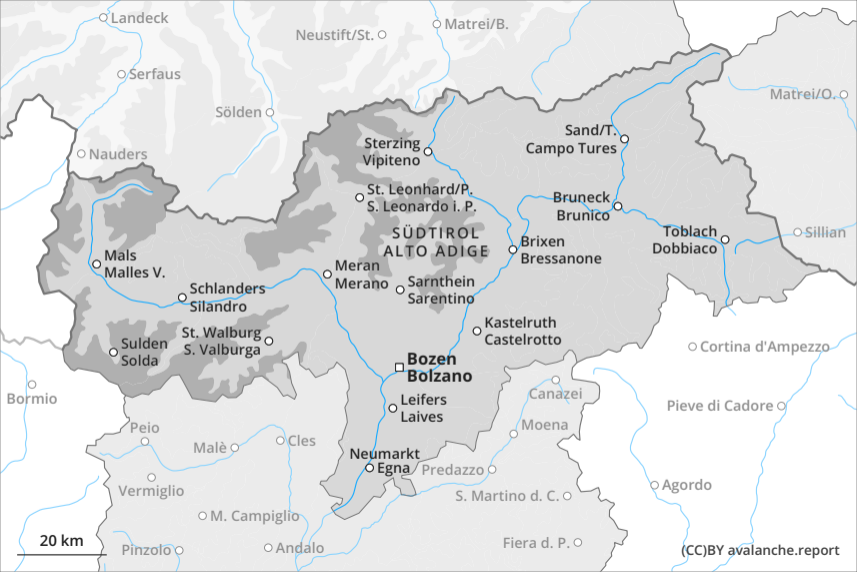 Landeck
Matrei/B.
Neustift/St.
Serfaus
Matrei/O.
Sölden
Sand/T.
Campo Tures
Sterzing
Vipiteno
Nauders
St. Leonhard/P.
S. Leonardo i. P.
Bruneck
Brunico
SÜDTIROL
ALTO ADIGE
Toblach
Dobbiaco
Sillian
Brixen
Bressanone
Mals
Malles V.
Meran
Merano
Sarnthein
Sarentino
Schlanders
Silandro
Kastelruth
Castelrotto
St. Walburg
S. Valburga
Sulden
Solda
Cortina d'Ampezzo
Bozen
Bolzano
Bormio
Canazei
Leifers
Laives
Pieve di Cadore
Peio
Moena
Cles
Malè
Neumarkt
Egna
Predazzo
Vermiglio
Agordo
S. Martino d. C.
M. Campiglio
20 km
Pinzolo
Andalo
Fiera d. P.
(CC)BY avalanche.report